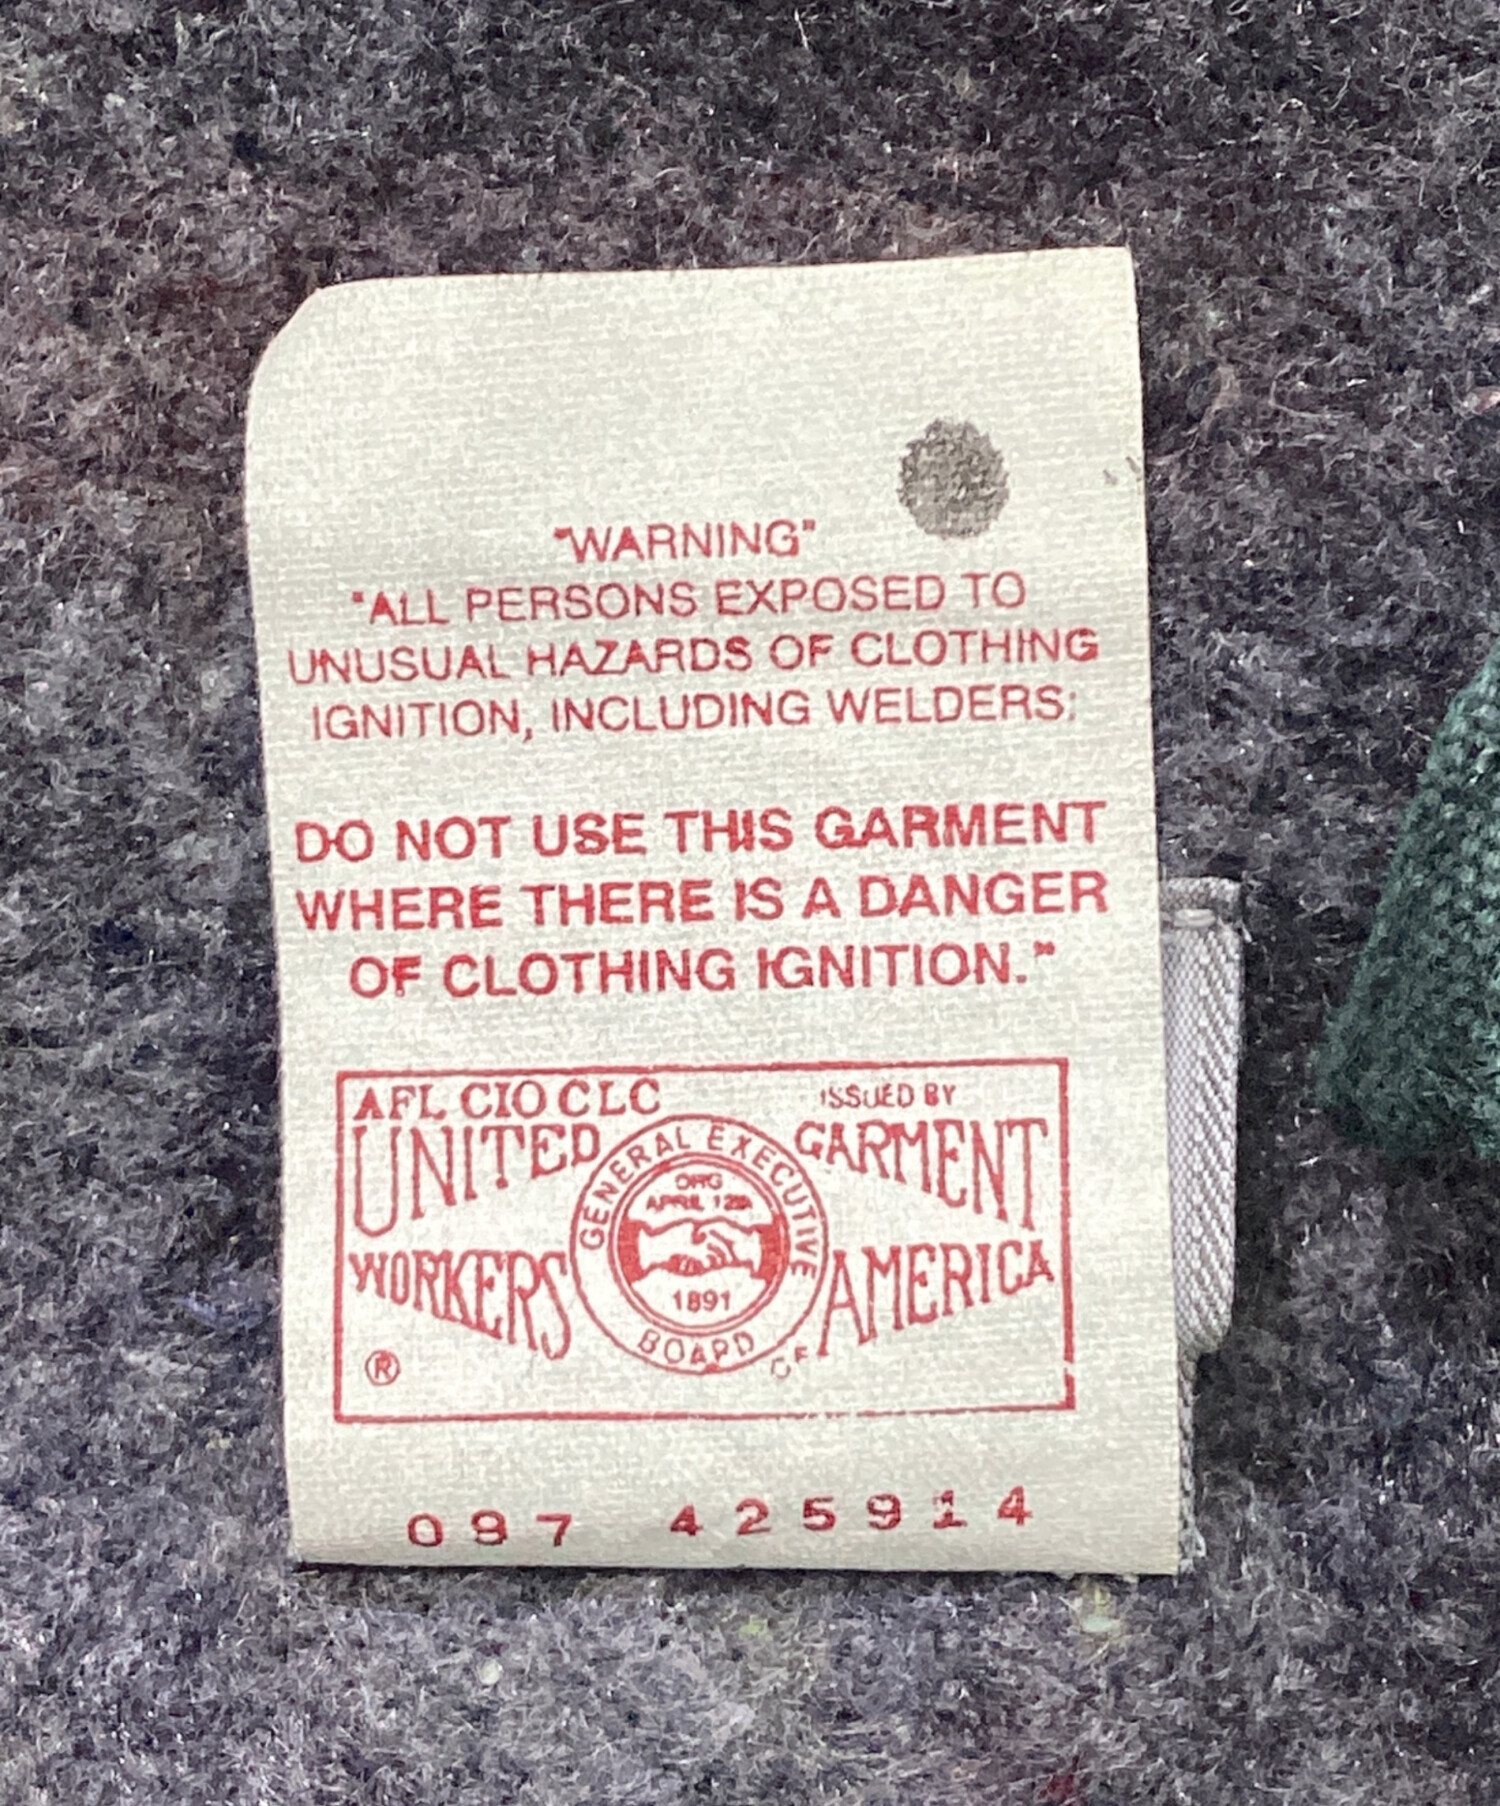 "WARNING"
"ALL PERSONS EXPOSED TO
UNUSUAL HAZARDS OF CLOTHING
IGNITION, INCLUDING WELDERS:
DO NOT USE THIS GARMENT
WHERE THERE IS A DANGER
OF CLOTHING IGNITION."
AFL CIO CLC
ISSUED BY
UNITED GARMENT
WORKERS OF AMERICA
GENERAL EXECUTIVE
BOARD
ORG
APRIL 12th
1891
®
097 425914